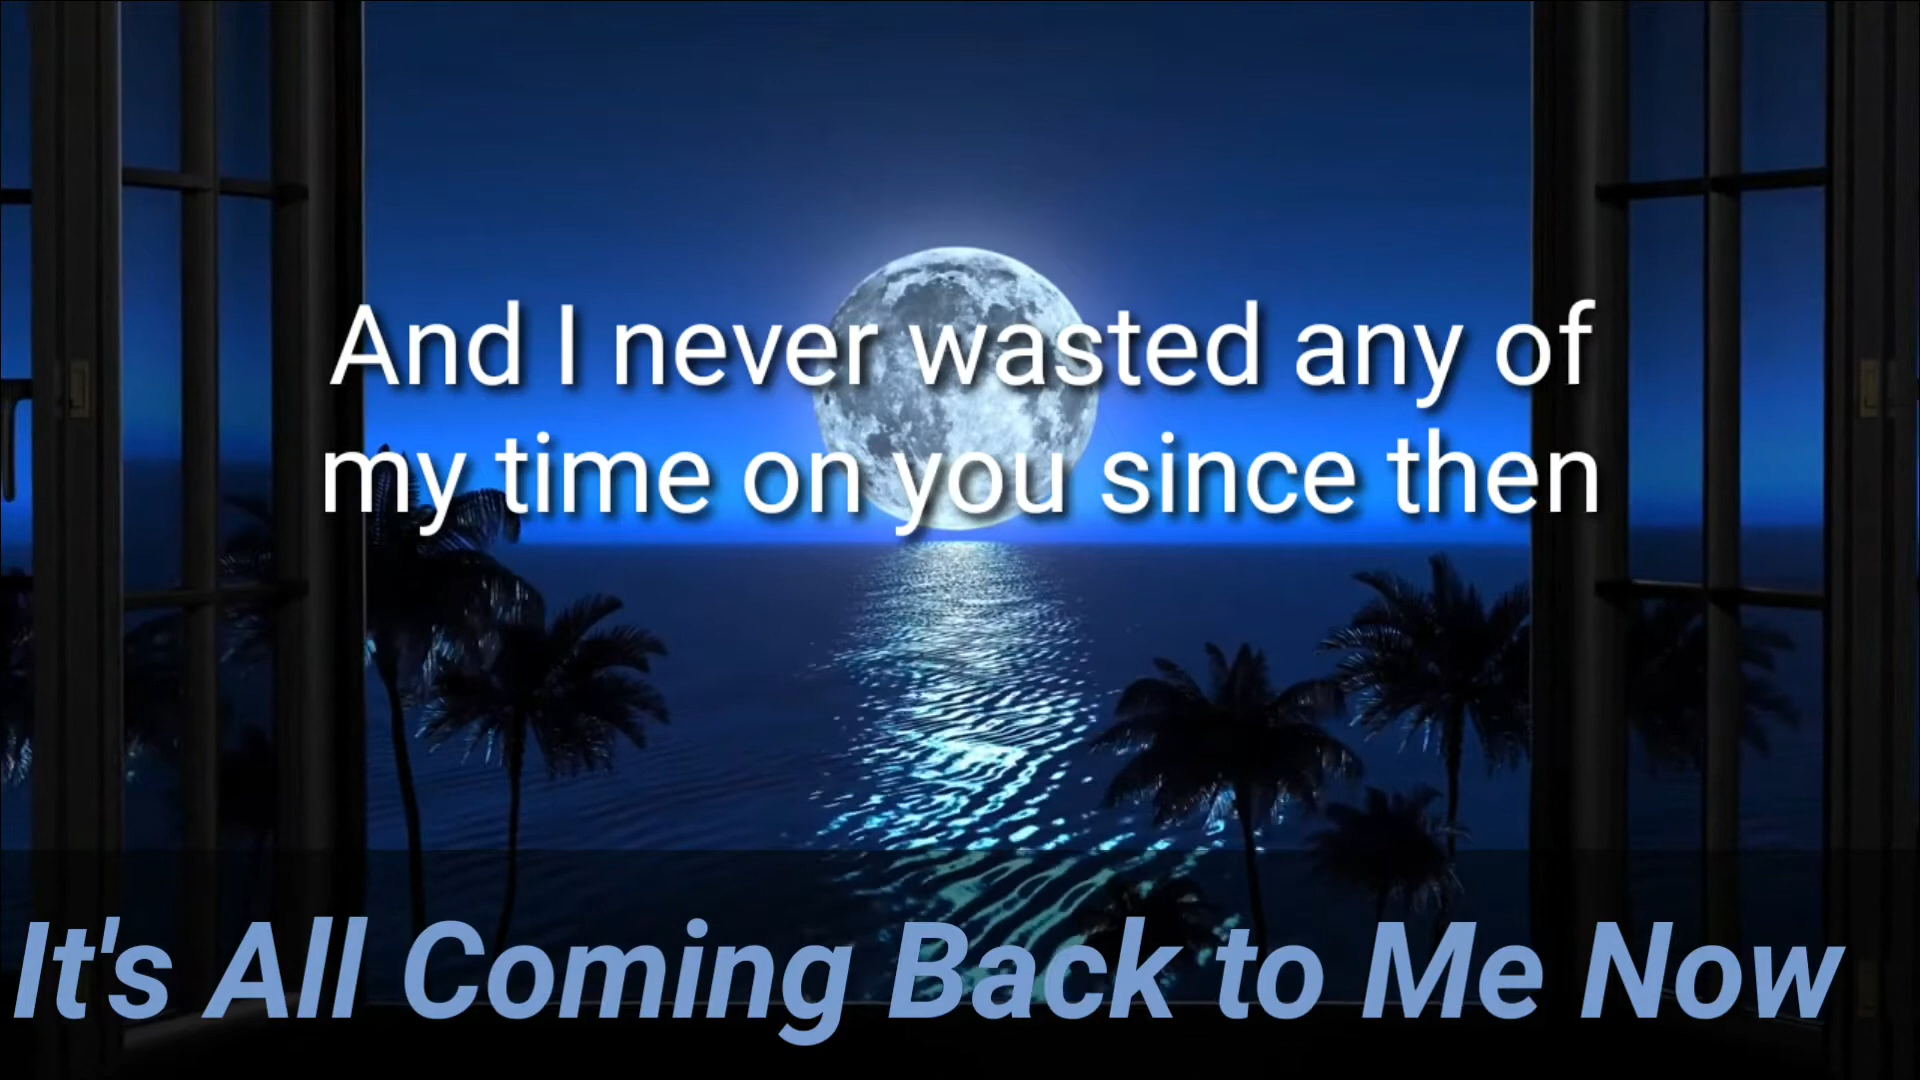 And I never wasted any of
my time on you since then
It's All Coming Back to Me Now